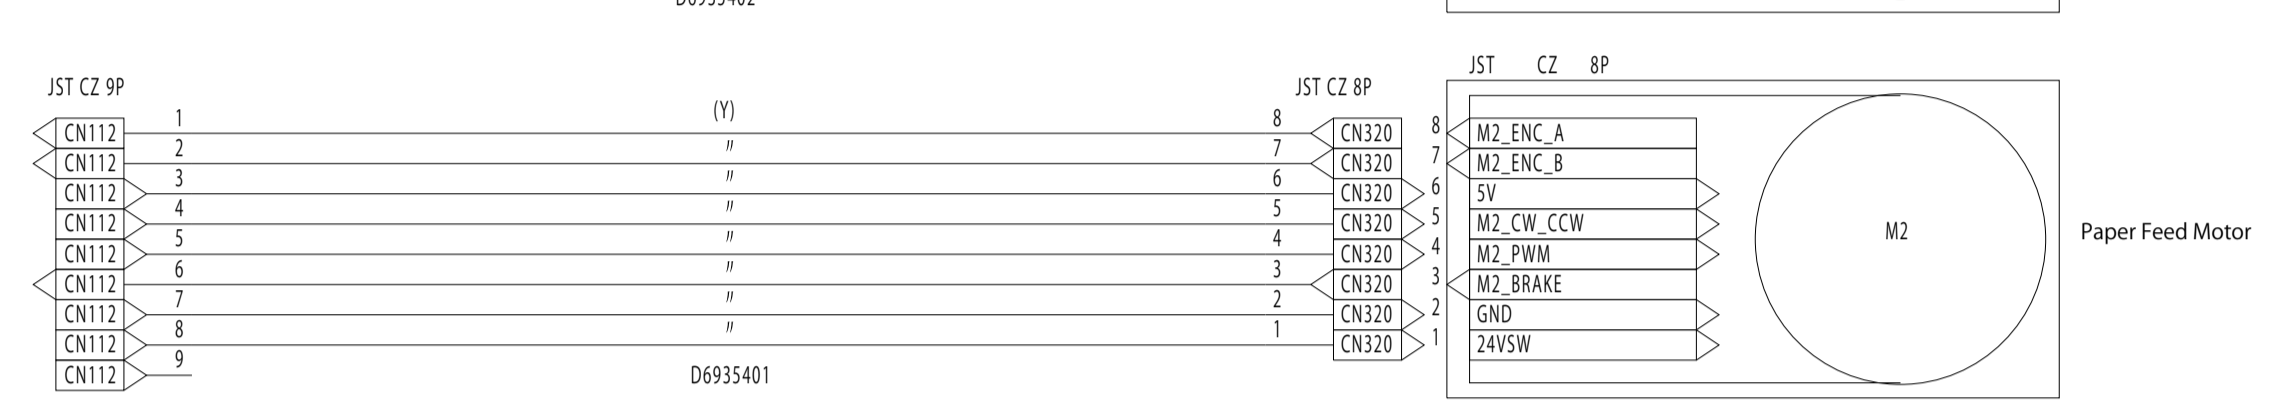 D6935402
JST CZ 8P
JST CZ 9P JST CZ 8P
1 (Y) 8
CN112 CN320 8 M2_ENC_A
2 〃 7
CN112 CN320 7 M2_ENC_B
3 〃 6
CN112 CN320 6 5V
4 〃 5
CN112 CN320 5 M2_CW_CCW
M2 Paper Feed Motor
5 〃 4
CN112 CN320 4 M2_PWM
6 〃 3
CN112 CN320 3 M2_BRAKE
7 〃 2
CN112 CN320 2 GND
8 〃 1
CN112 CN320 1 24VSW
9
CN112 D6935401